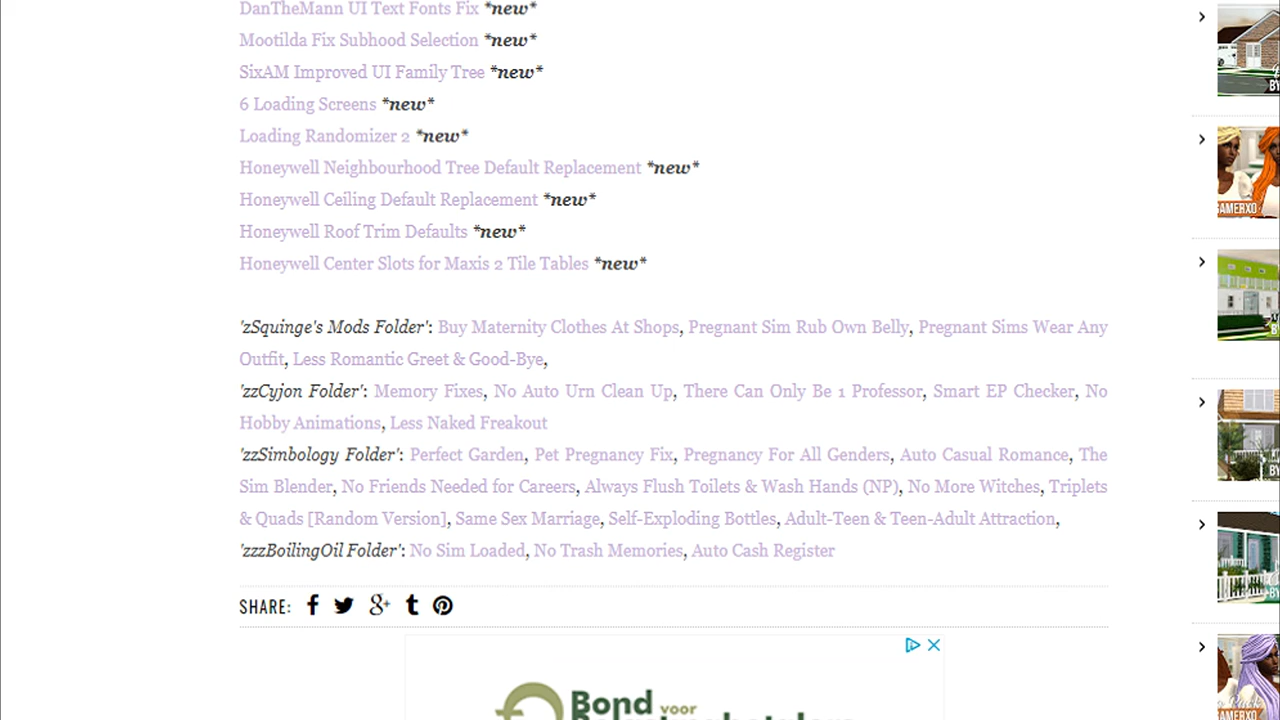 DanTheMann UI Text Fonts Fix *new*
Mootilda Fix Subhood Selection *new*
SixAM Improved UI Family Tree *new*
6 Loading Screens *new*
Loading Randomizer 2 *new*
Honeywell Neighbourhood Tree Default Replacement *new*
Honeywell Ceiling Default Replacement *new*
Honeywell Roof Trim Defaults *new*
Honeywell Center Slots for Maxis 2 Tile Tables *new*
'zSquinge's Mods Folder': Buy Maternity Clothes At Shops, Pregnant Sim Rub Own Belly, Pregnant Sims Wear Any
Outfit, Less Romantic Greet & Good-Bye,
'zzCyjon Folder': Memory Fixes, No Auto Urn Clean Up, There Can Only Be 1 Professor, Smart EP Checker, No
Hobby Animations, Less Naked Freakout
'zzSimbology Folder': Perfect Garden, Pet Pregnancy Fix, Pregnancy For All Genders, Auto Casual Romance, The
Sim Blender, No Friends Needed for Careers, Always Flush Toilets & Wash Hands (NP), No More Witches, Triplets
& Quads [Random Version], Same Sex Marriage, Self-Exploding Bottles, Adult-Teen & Teen-Adult Attraction,
'zzzBoilingOil Folder': No Sim Loaded, No Trash Memories, Auto Cash Register
SHARE:
Bond voor